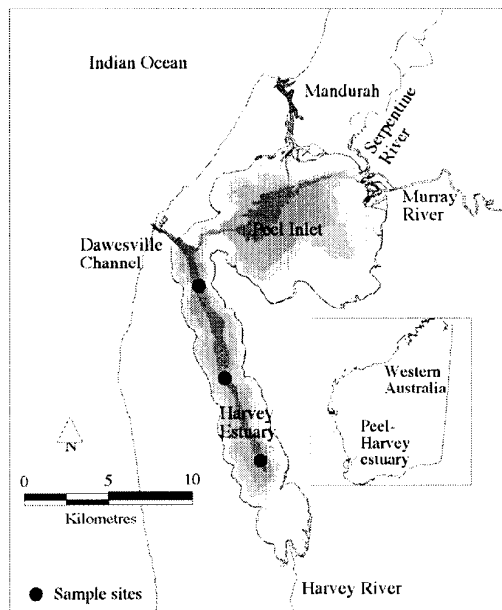 Indian Ocean
Mandurah
Serpentine
River
Murray
River
Peel Inlet
Dawesville
Channel
Harvey
Estuary
Western
Australia
Peel-
Harvey
estuary
N
0 5 10
Kilometres
Sample sites
Harvey River